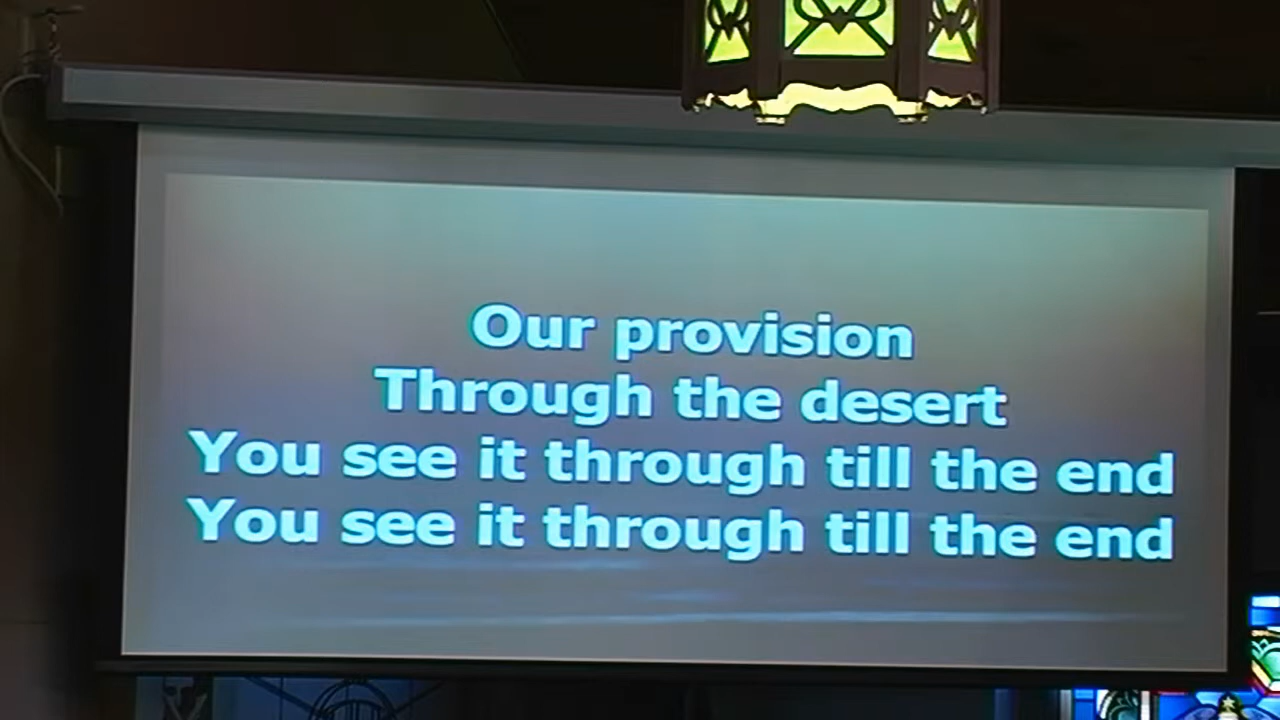 Our provision
Through the desert
You see it through till the end
You see it through till the end